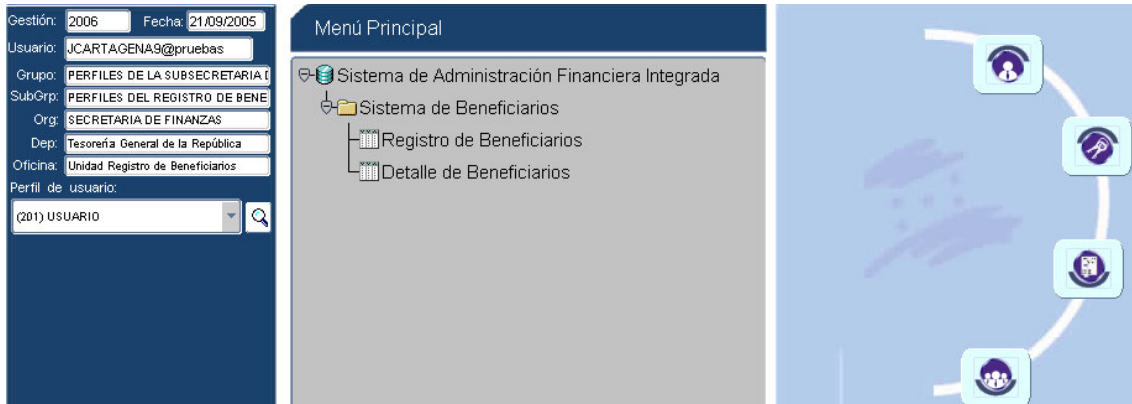 Gestión: 2006 Fecha: 21/09/2005
Usuario: JCARTAGENA9@pruebas
Grupo: PERFILES DE LA SUBSECRETARIA
SubGrp: PERFILES DEL REGISTRO DE BENE
Org: SECRETARIA DE FINANZAS
Dep: Tesorería General de la República
Oficina: Unidad Registro de Beneficiarios
Perfil de usuario:
(201) USUARIO
Menú Principal
Sistema de Administración Financiera Integrada
Sistema de Beneficiarios
Registro de Beneficiarios
Detalle de Beneficiarios